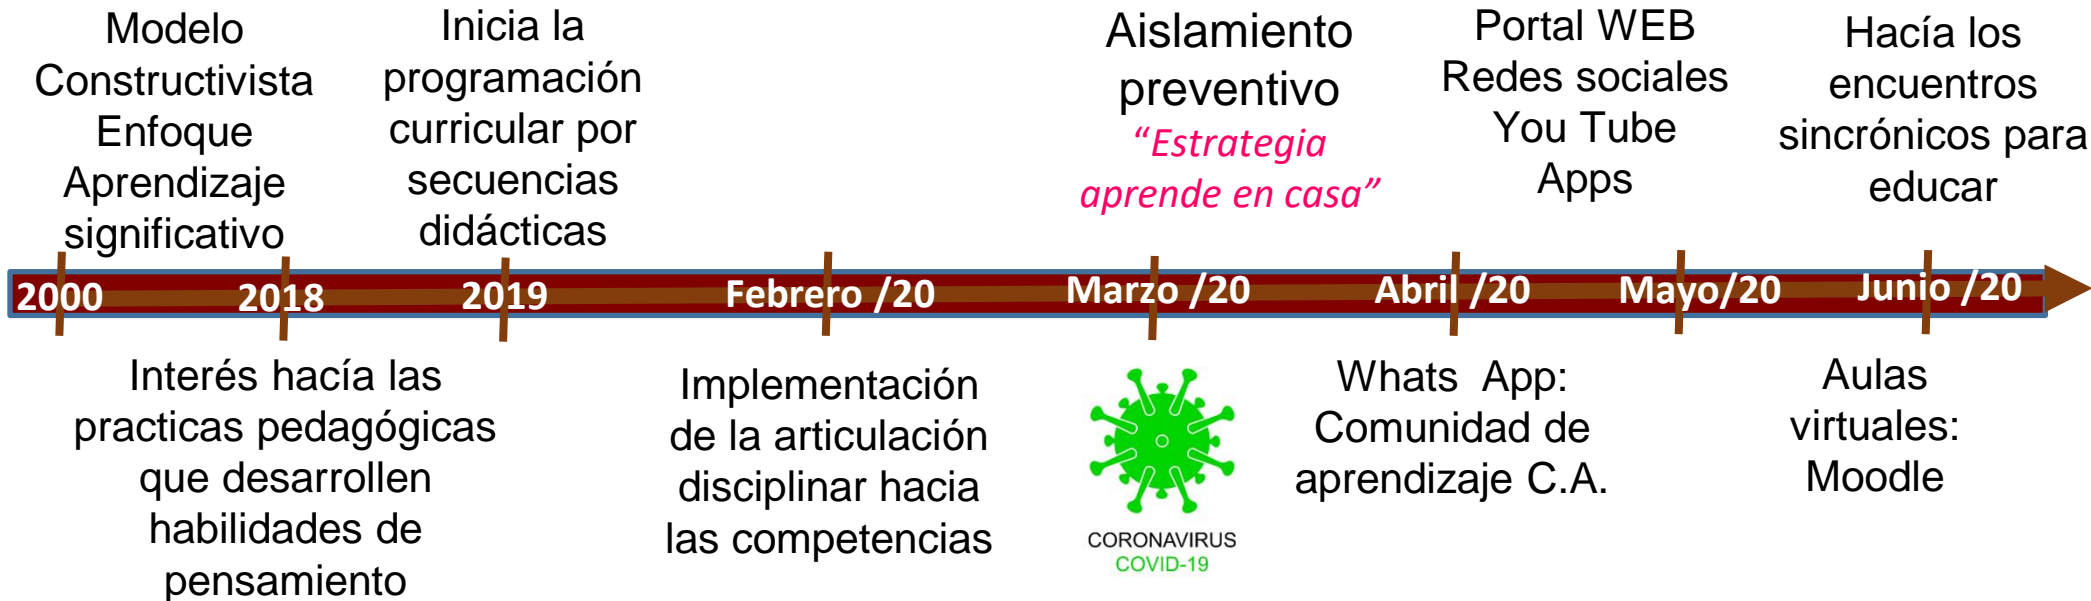 Modelo
Constructivista
Enfoque
Aprendizaje
significativo
Inicia la
programación
curricular por
secuencias
didácticas
Aislamiento
preventivo
“Estrategia
aprende en casa”
Portal WEB
Redes sociales
You Tube
Apps
Hacía los
encuentros
sincrónicos para
educar
2000
2018
2019
Febrero /20
Marzo /20
Abril /20
Mayo/20
Junio /20
Interés hacía las
practicas pedagógicas
que desarrollen
habilidades de
pensamiento
Implementación
de la articulación
disciplinar hacia
las competencias
CORONAVIRUS
COVID-19
Whats App:
Comunidad de
aprendizaje C.A.
Aulas
virtuales:
Moodle